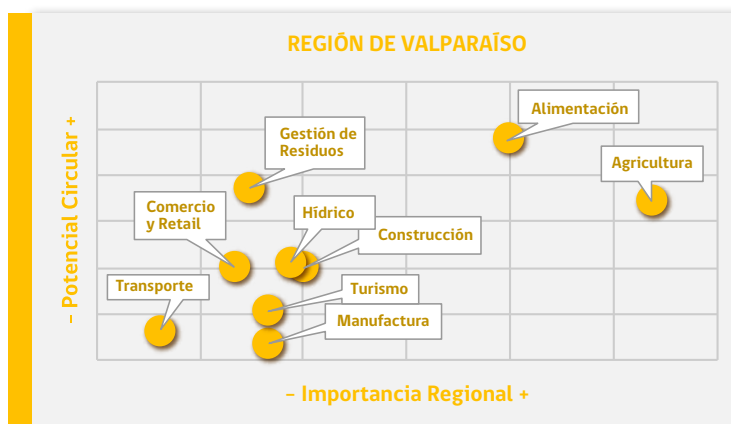 REGIÓN DE VALPARAÍSO
– Potencial Circular +
Alimentación
Gestión de
Residuos
Agricultura
Comercio
y Retail
Hídrico
Construcción
Transporte
Turismo
Manufactura
– Importancia Regional +